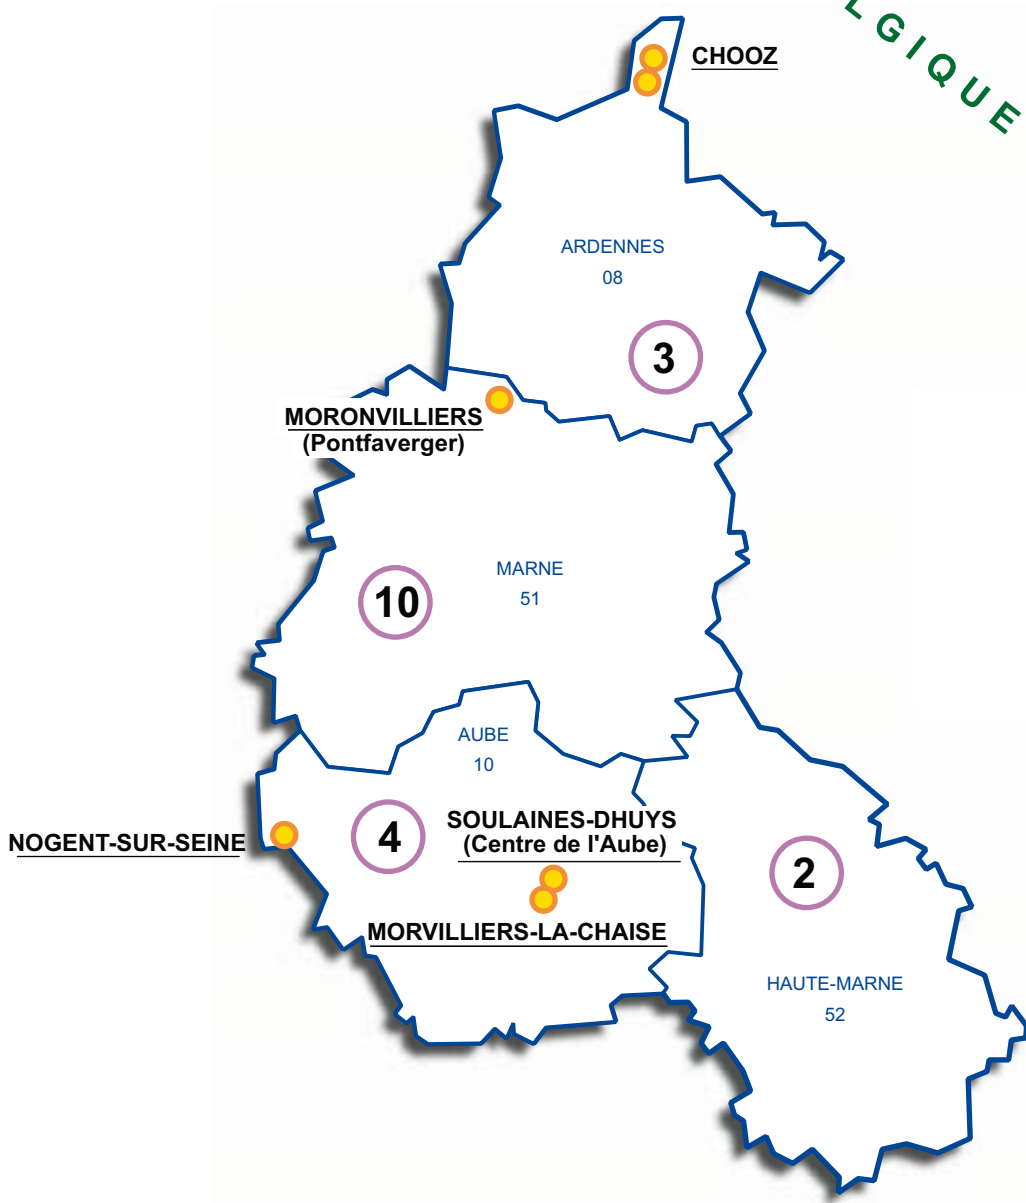 LGIQUE
CHOOZ
ARDENNES
08
3
MORONVILLIERS
(Pontfaverger)
MARNE
51
10
AUBE
10
4
SOULAINES-DHUYS
(Centre de l'Aube)
NOGENT-SUR-SEINE
2
MORVILLIERS-LA-CHAISE
HAUTE-MARNE
52